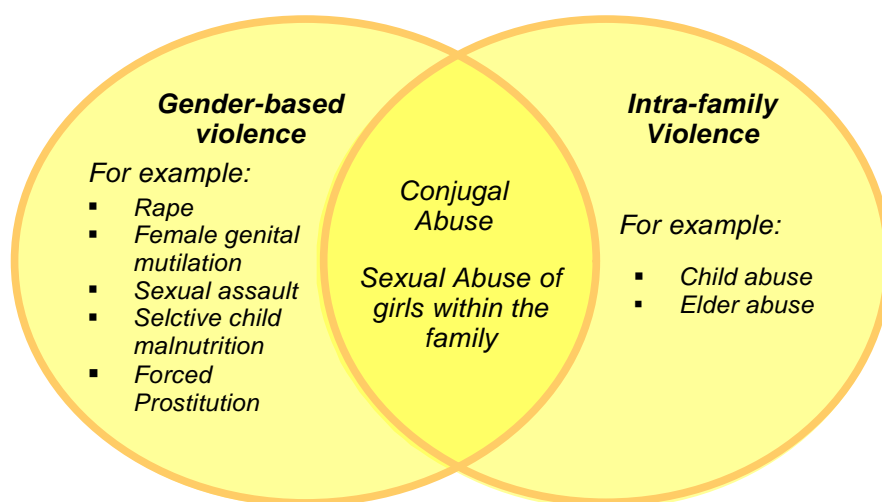 Gender-based
violence
For example:
▪ Rape
▪ Female genital
mutilation
▪ Sexual assault
▪ Selctive child
malnutrition
▪ Forced
Prostitution
Conjugal
Abuse
Sexual Abuse of
girls within the
family
Intra-family
Violence
For example:
▪ Child abuse
▪ Elder abuse